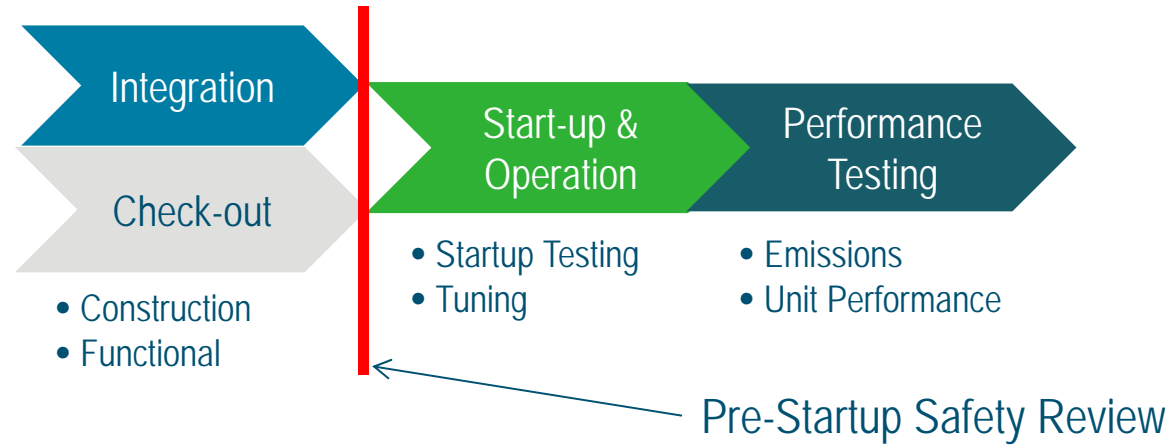 Integration
Check-out
• Construction
• Functional
Start-up &
Operation
• Startup Testing
• Tuning
Performance
Testing
• Emissions
• Unit Performance
Pre-Startup Safety Review